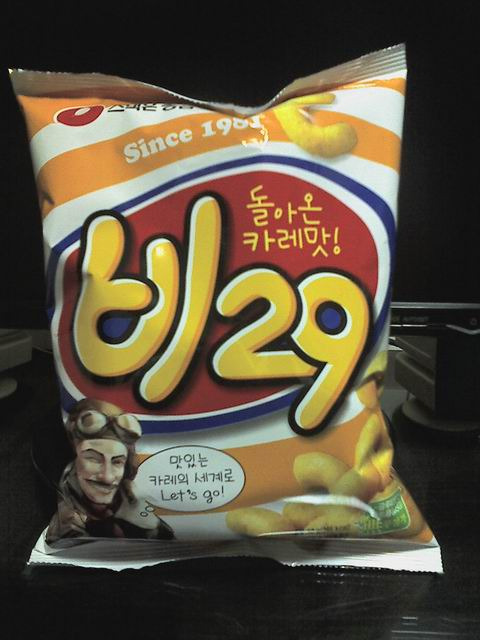 Since 1981
돌아온
카레맛!
비29
맛있는
카레의 세계로
Let's go!